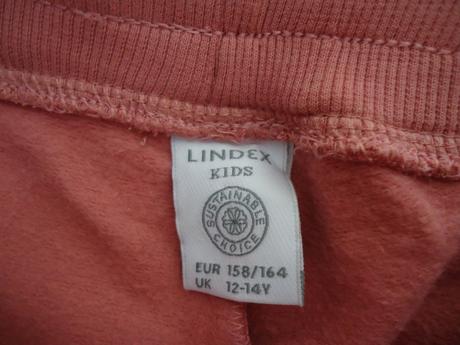 LINDEX
KIDS
SUSTAINABLE
CHOICE
EUR 158/164
UK 12-14Y